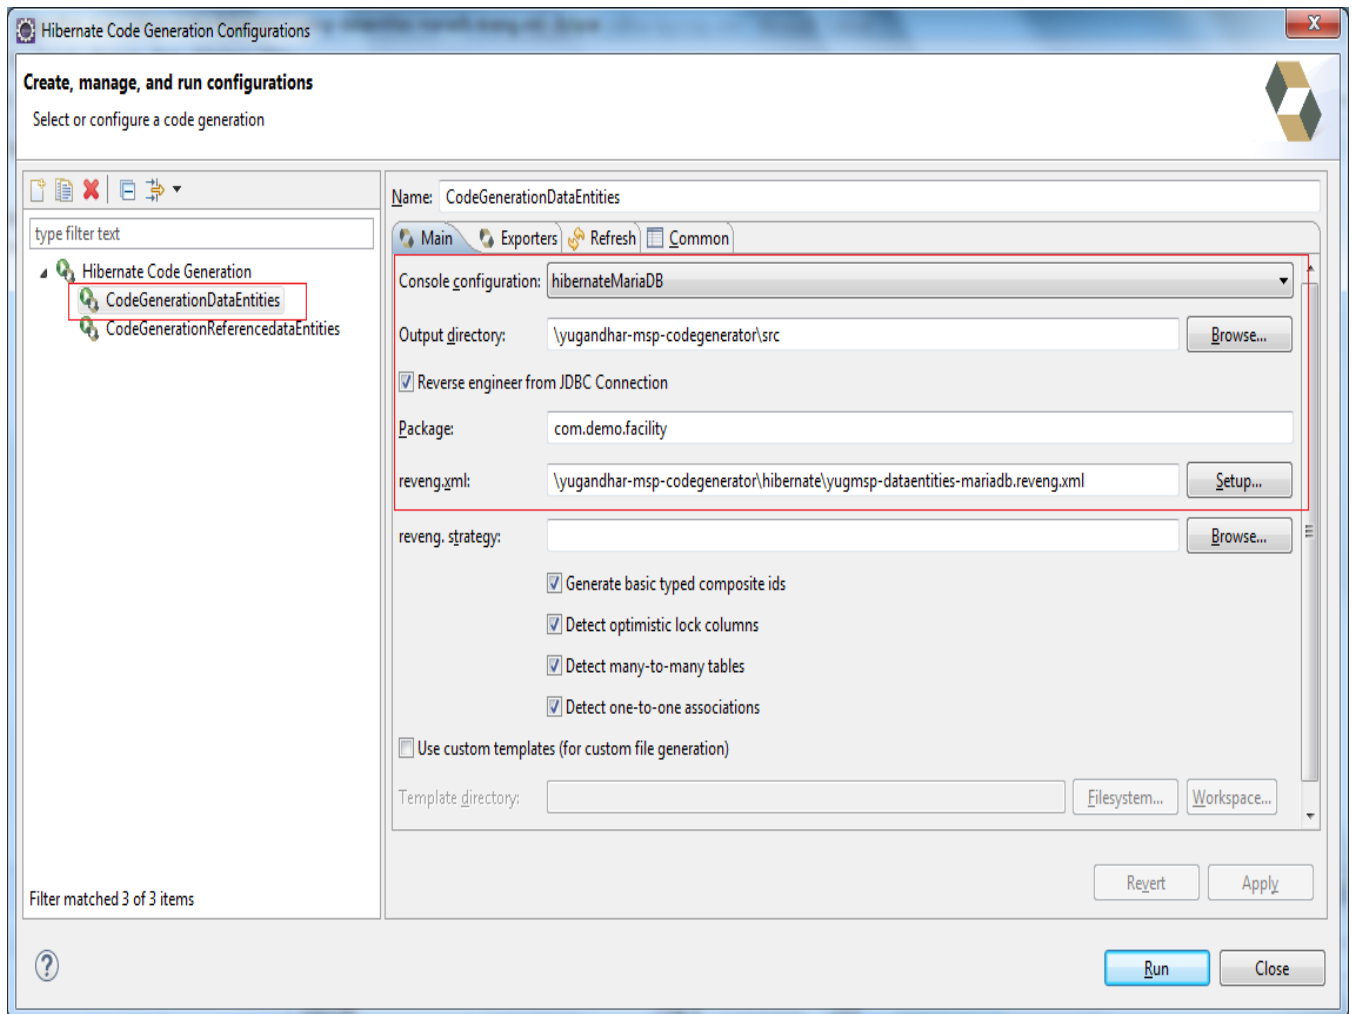 Hibernate Code Generation Configurations
X
Create, manage, and run configurations
Select or configure a code generation
type filter text
Hibernate Code Generation
CodeGenerationDataEntities
CodeGenerationReferencedataEntities
Filter matched 3 of 3 items
Name: CodeGenerationDataEntities
Main Exporters Refresh Common
Console configuration: hibernateMariaDB
Output directory: \yugandhar-msp-codegenerator\src Browse...
Reverse engineer from JDBC Connection
Package: com.demo.facility
reveng.xml: \yugandhar-msp-codegenerator\hibernate\yugmsp-dataentities-mariadb.reveng.xml Setup...
reveng. strategy: Browse...
Generate basic typed composite ids
Detect optimistic lock columns
Detect many-to-many tables
Detect one-to-one associations
Use custom templates (for custom file generation)
Template directory: Filesystem... Workspace...
Revert Apply
? Run Close